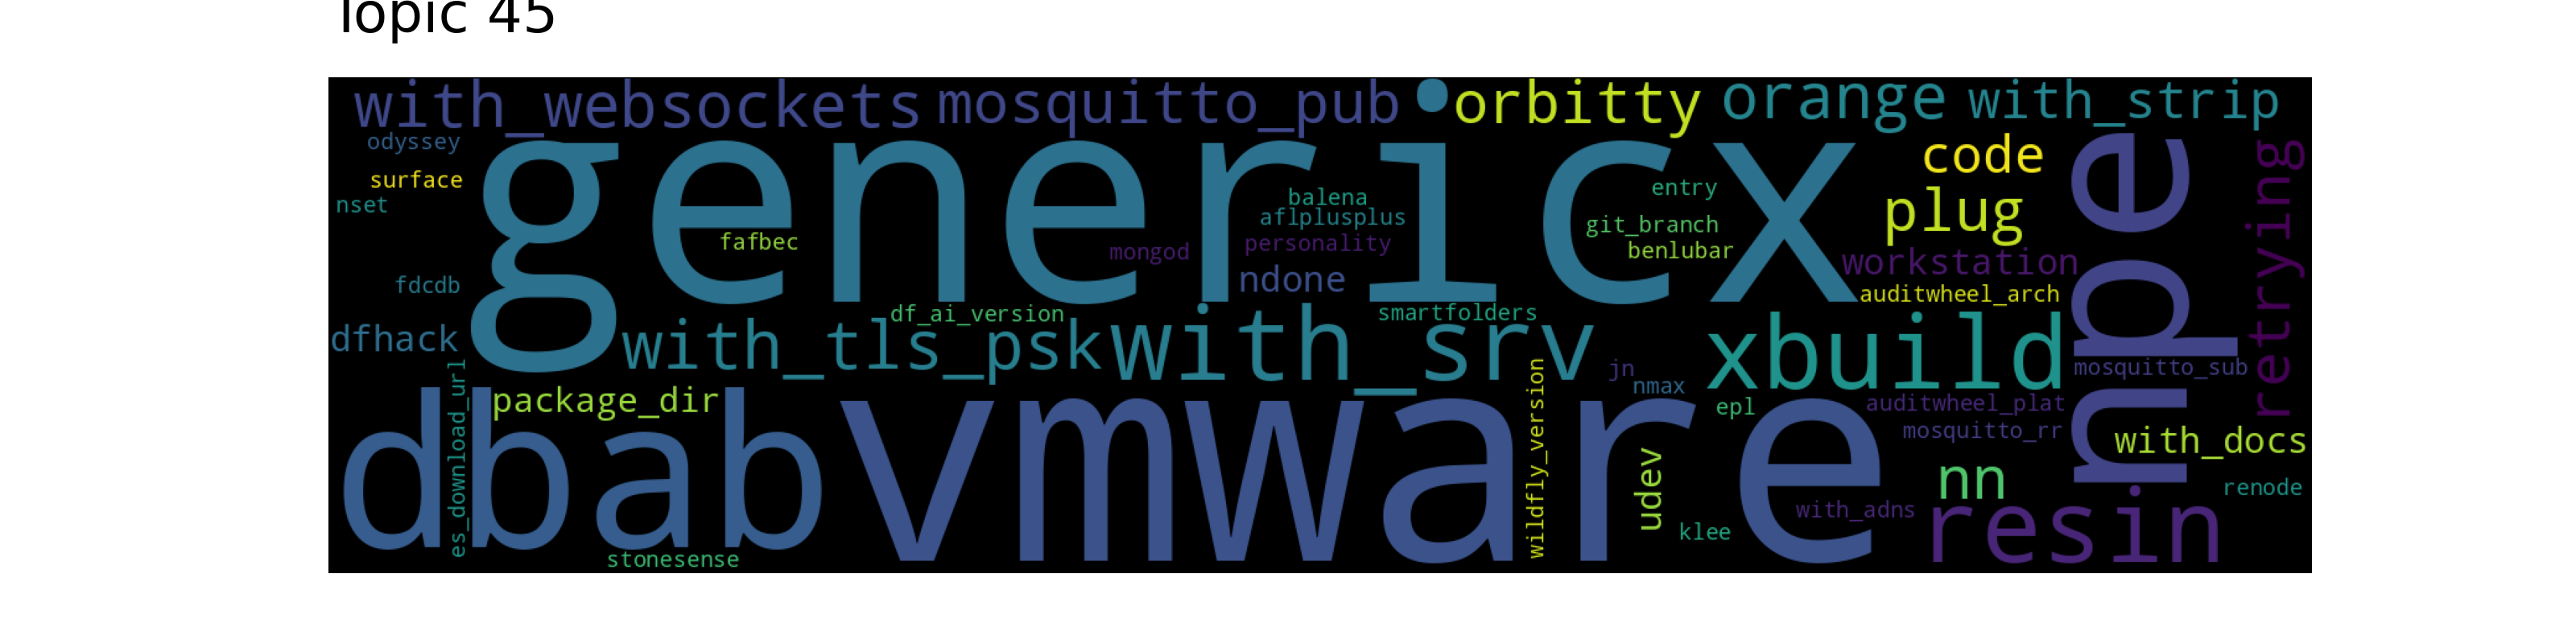 Topic 45
with_websockets mosquitto_pub orbitty orange with_strip
odyssey
surface
nset
genericx
code
plug
npe
retrying
balena
aflplusplus
personality
entry
git_branch
benlubar
fafbec
mongod
ndone
workstation
auditwheel_arch
fdcdb
df_ai_version
smartfolders
dfhack
with_tls_psk
with_srv
xbuild
jn
nmax
mosquitto_sub
es_download_url
package_dir
wildfly_version
epl
auditwheel_plat
mosquitto_rr
with_docs
dbab
vmware
udev
nn
renode
with_adns
klee
resin
stonesense